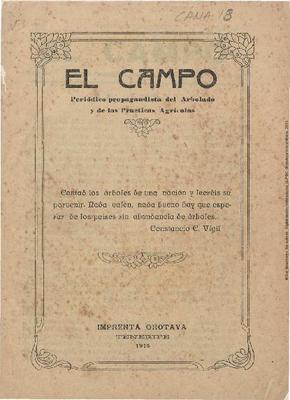 CANA-18
EL CAMPO
Periódico propagandista del Arbolado
y de las Prácticas Agrícolas
Contad los árboles de una nación y leeréis su
porvenir. Nada valen, nada bueno hay que espe-
rar de los países sin abundancia de árboles.
Constancio C. Vigil
IMPRENTA OROTAVA
TENERIFE
1915